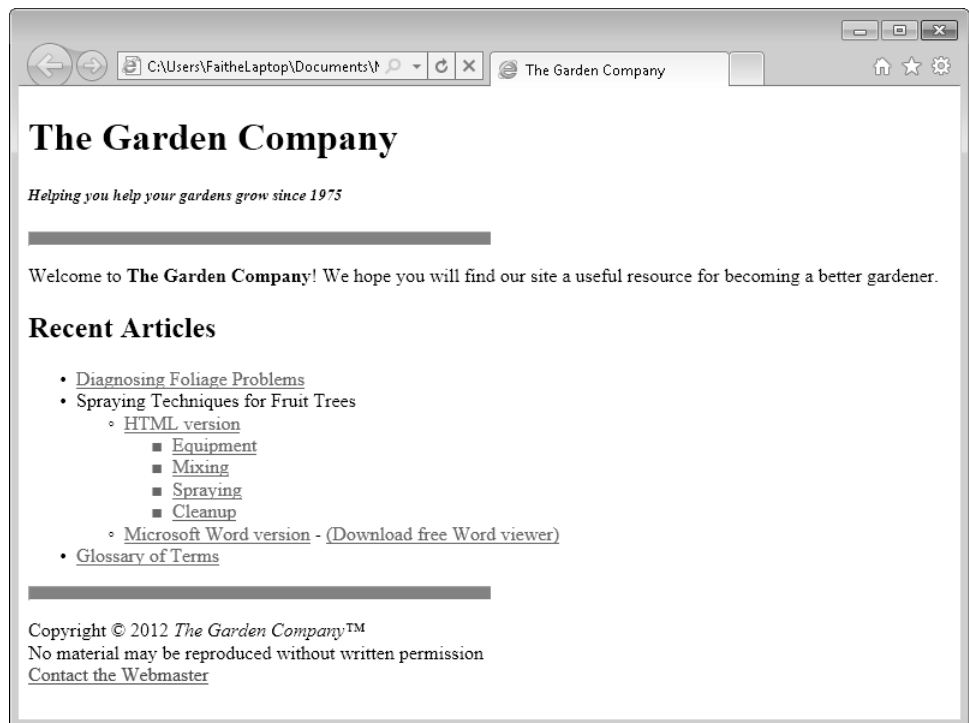 C:\Users\FaitheLaptop\Documents\
The Garden Company
The Garden Company
Helping you help your gardens grow since 1975
Welcome to The Garden Company! We hope you will find our site a useful resource for becoming a better gardener.
Recent Articles
• Diagnosing Foliage Problems
• Spraying Techniques for Fruit Trees
◦ HTML version
▪ Equipment
▪ Mixing
▪ Spraying
▪ Cleanup
◦ Microsoft Word version - (Download free Word viewer)
• Glossary of Terms
Copyright © 2012 The Garden Company™
No material may be reproduced without written permission
Contact the Webmaster